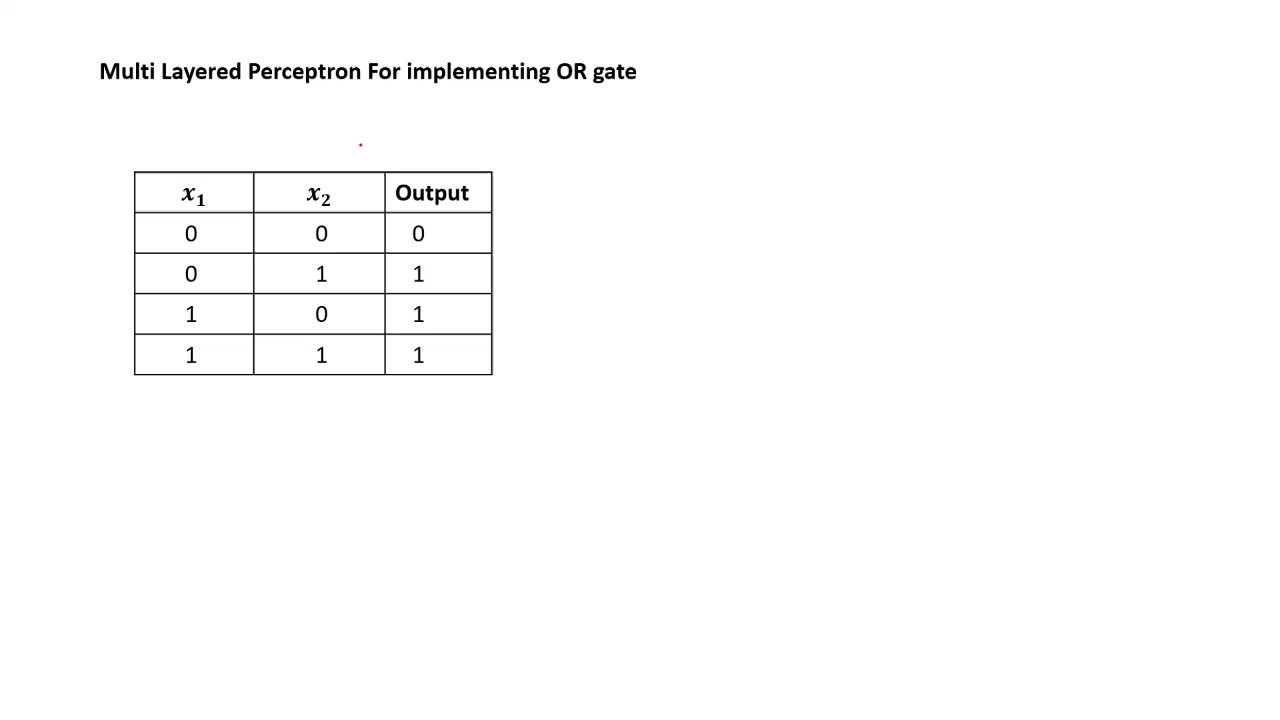 Multi Layered Perceptron For implementing OR gate
x₁ x₂ Output
0 0 0
0 1 1
1 0 1
1 1 1